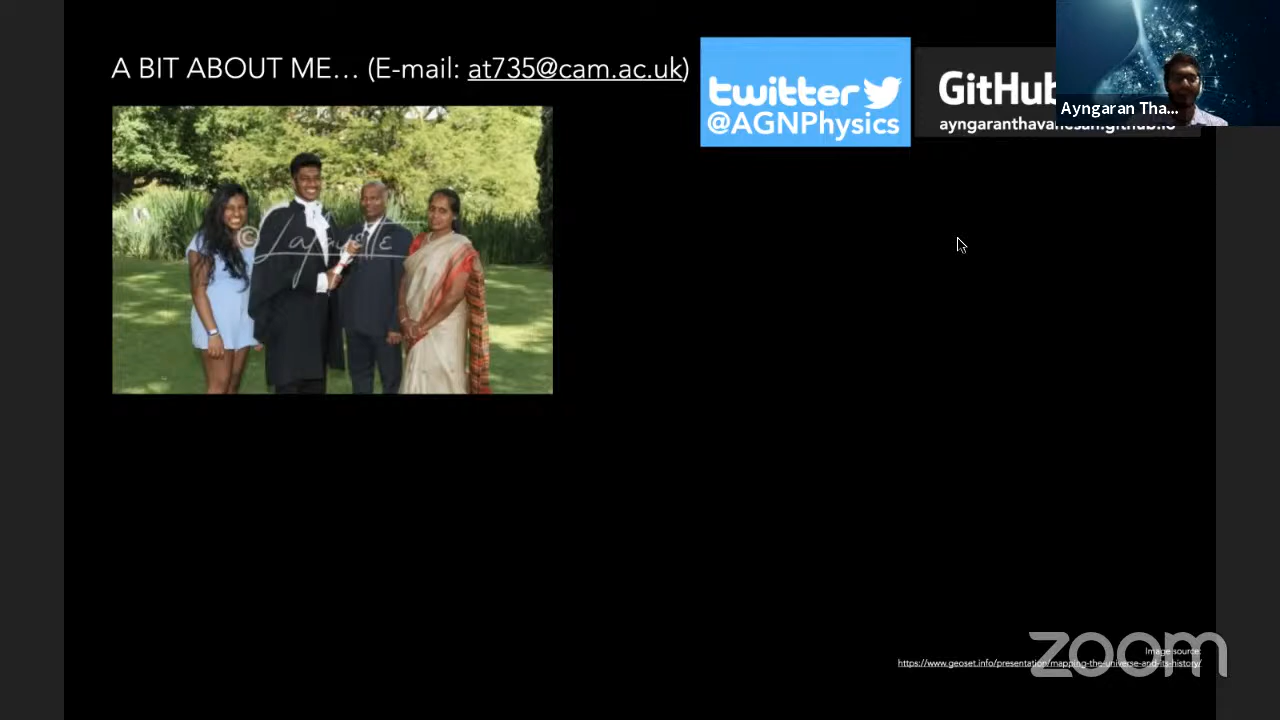 A BIT ABOUT ME... (E-mail: at735@cam.ac.uk)
twitter
@AGNPhysics
GitHub
Ayngaran Tha...
© Lafayette
zoom
Image source:
https://www.geoset.info/presentation/mapping-the-universe-and-its-history/